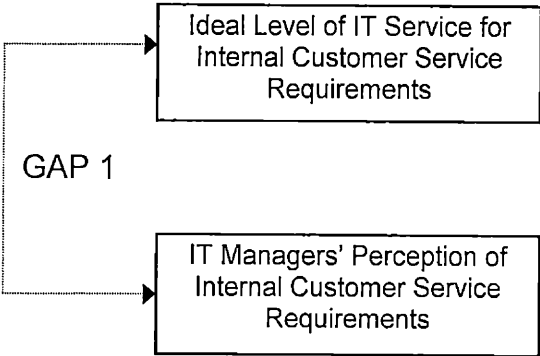 Ideal Level of IT Service for
Internal Customer Service
Requirements
GAP 1
IT Managers' Perception of
Internal Customer Service
Requirements